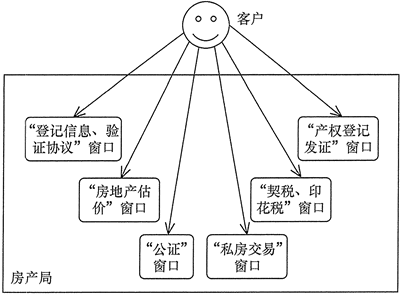 客户
“登记信息、验
证协议”窗口
“产权登记
发证”窗口
“房地产估
价”窗口
“契税、印
花税”窗口
“公证”
窗口
“私房交易”
窗口
房产局